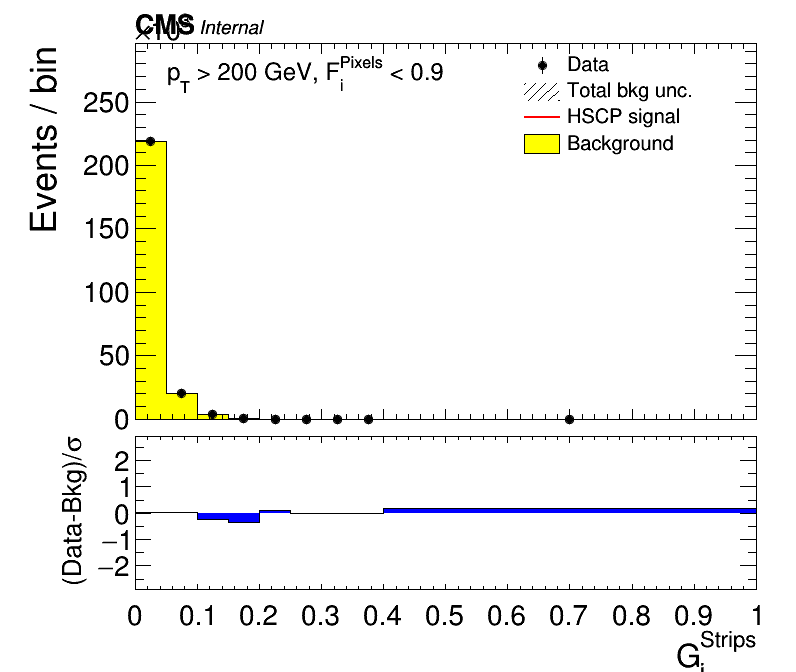 CMS Internal
×10³
p_T > 200 GeV, F_i^Pixels < 0.9
Data
Total bkg unc.
HSCP signal
Background
Events / bin
250
200
150
100
50
0
(Data-Bkg)/σ
2
1
0
−1
−2
0 0.1 0.2 0.3 0.4 0.5 0.6 0.7 0.8 0.9 1
G_i^Strips